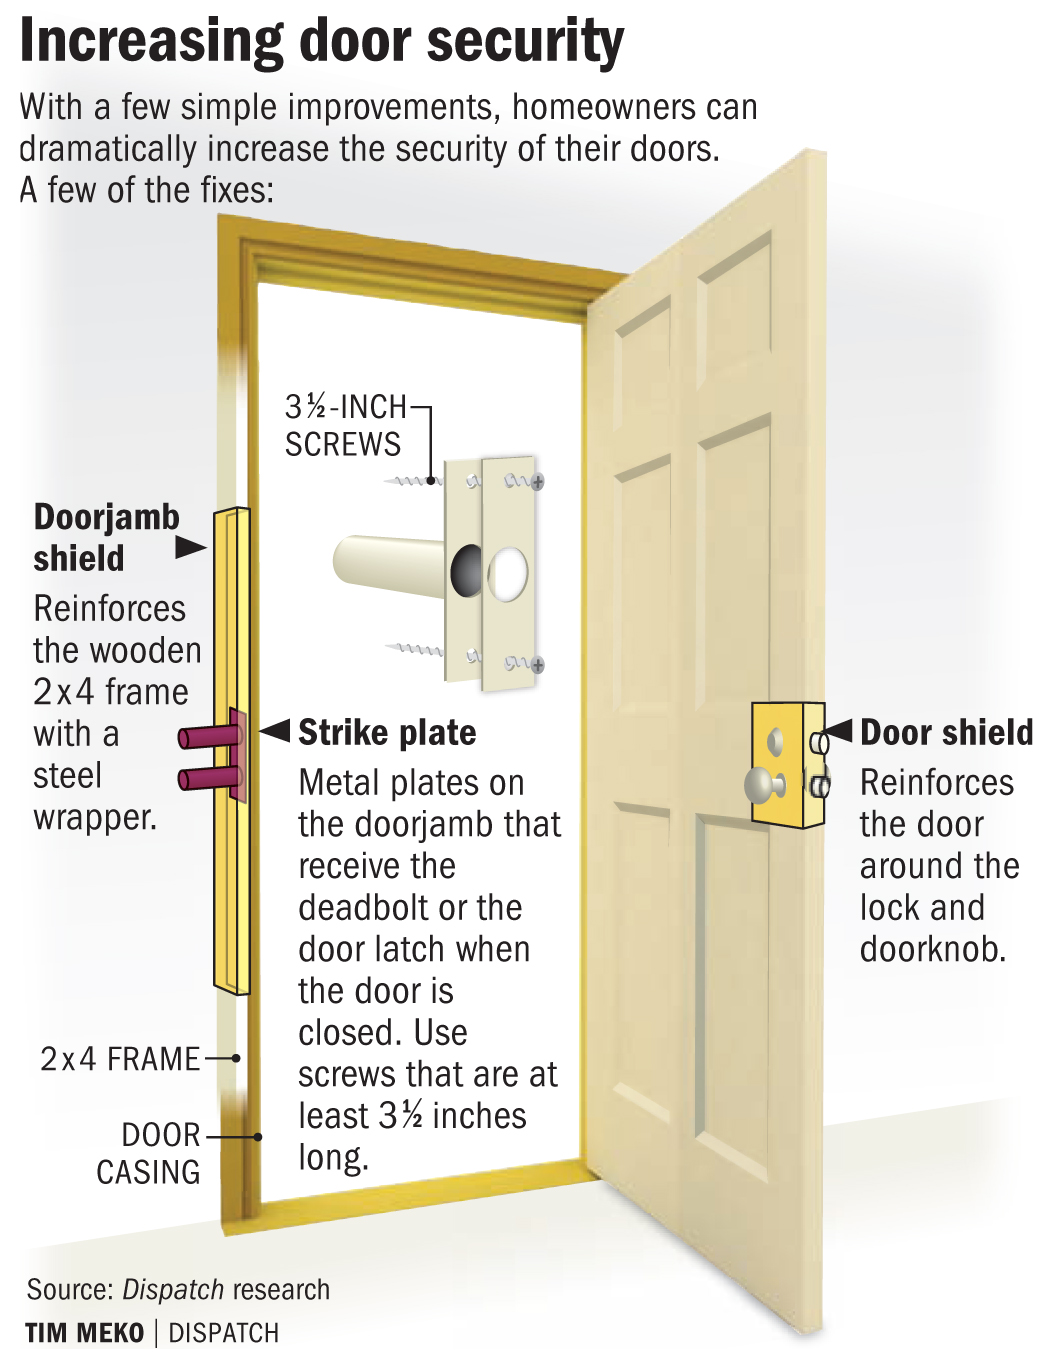 Increasing door security
With a few simple improvements, homeowners can
dramatically increase the security of their doors.
A few of the fixes:
3½-INCH
SCREWS
Doorjamb
shield
Reinforces
the wooden
2x4 frame
with a
steel
wrapper.
Strike plate
Metal plates on
the doorjamb that
receive the
deadbolt or the
door latch when
the door is
closed. Use
screws that are at
least 3½ inches
long.
Door shield
Reinforces
the door
around the
lock and
doorknob.
2x4 FRAME
DOOR
CASING
Source: Dispatch research
TIM MEKO | DISPATCH